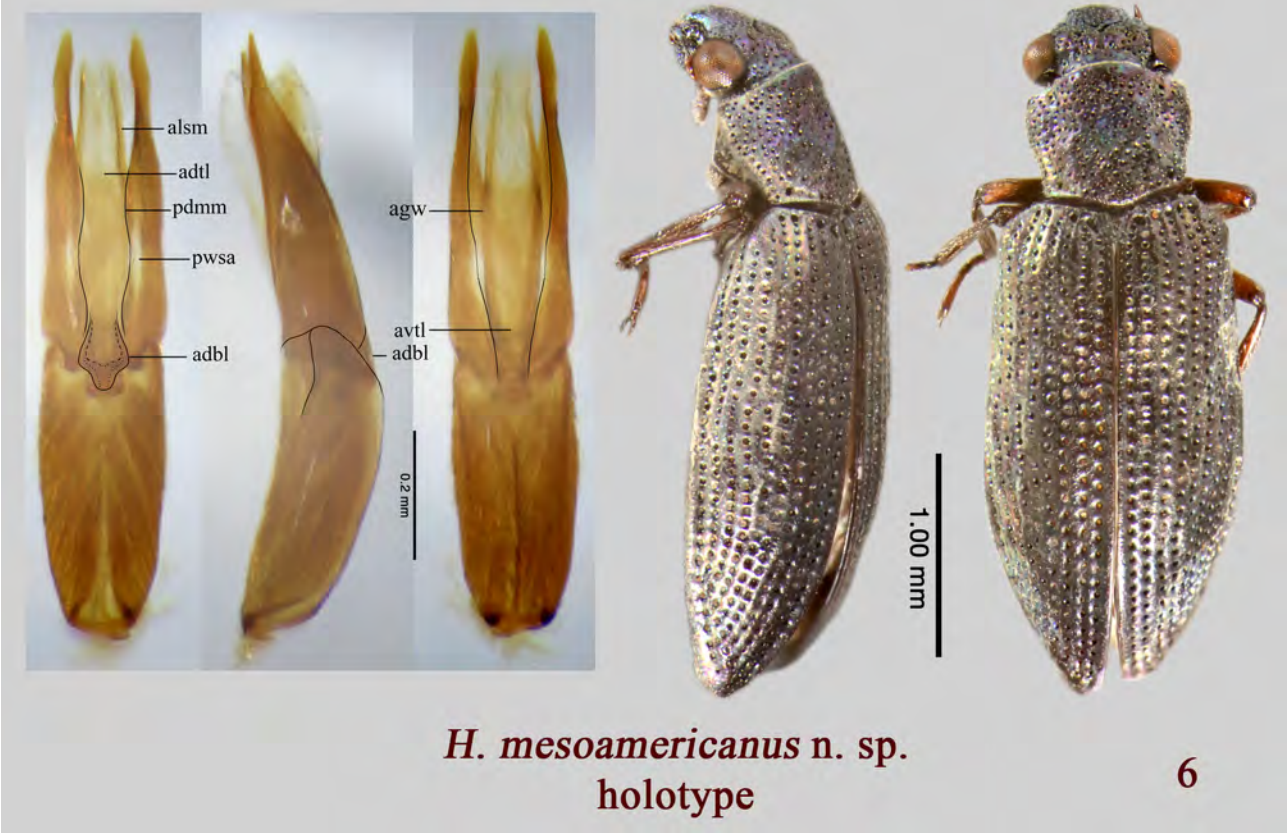 alsm
adtl
pdmm
pwsa
adbl
adbl
0.2 mm
agw
avtl
1.00 mm
H. mesoamericanus n. sp.
holotype
6